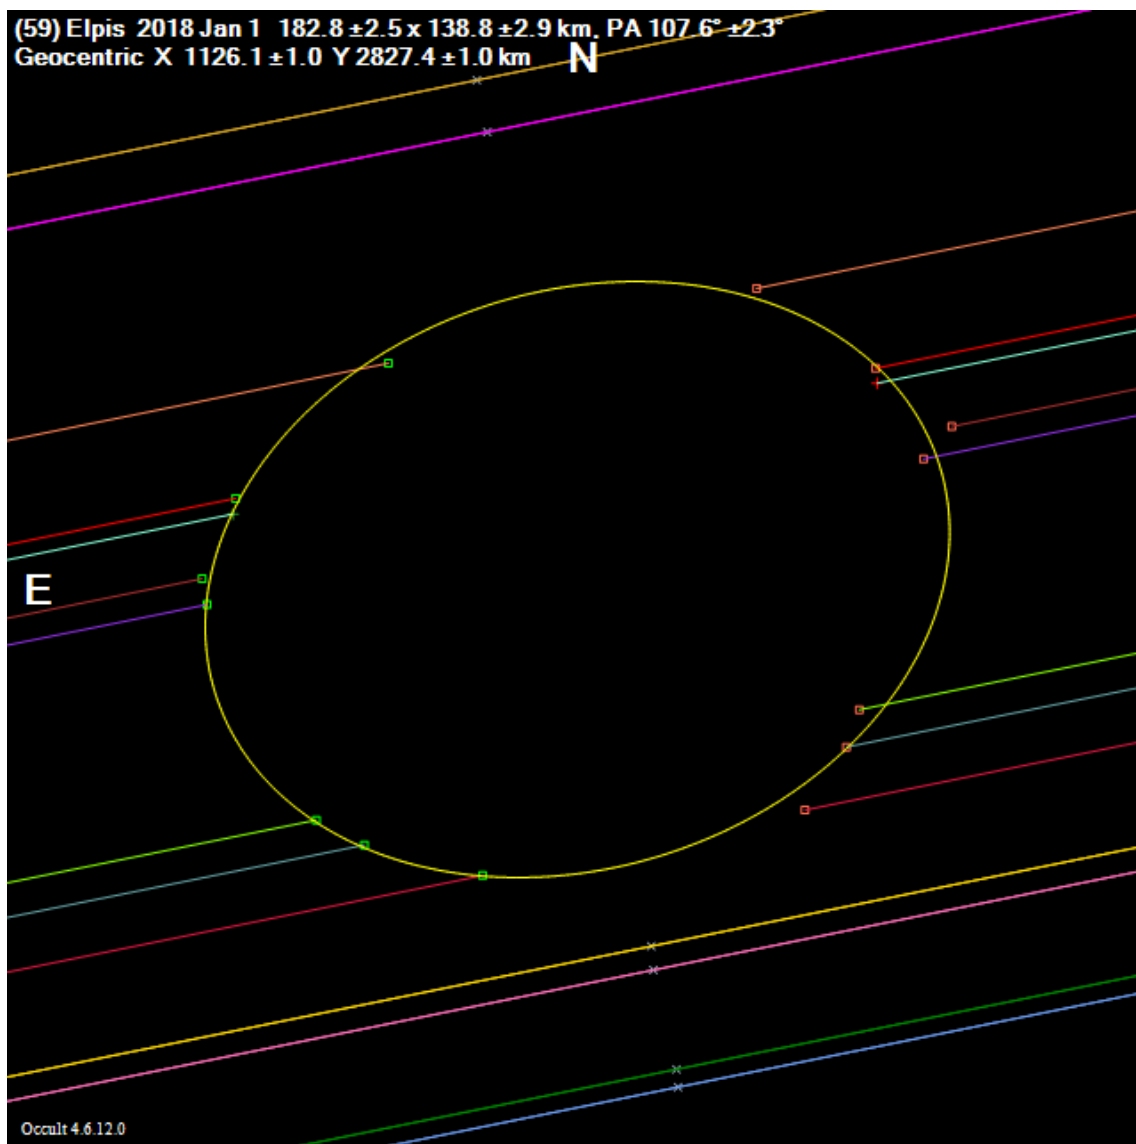 (59) Elpis 2018 Jan 1 182.8 ±2.5 x 138.8 ±2.9 km, PA 107.6° ±2.3°
Geocentric X 1126.1 ±1.0 Y 2827.4 ±1.0 km
N
E
Occult 4.6.12.0